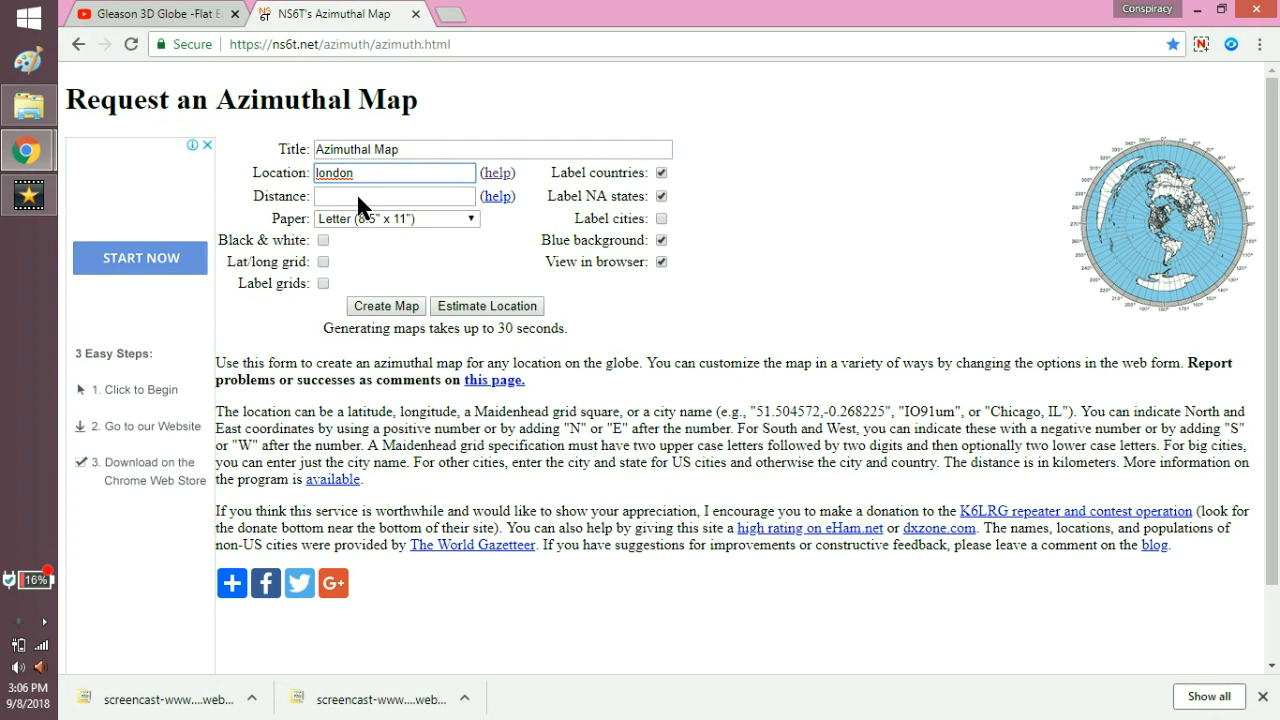 Gleason 3D Globe -Flat E
NS6T's Azimuthal Map
Conspiracy
Secure
https://ns6t.net/azimuth/azimuth.html
Request an Azimuthal Map
Title: Azimuthal Map
Location: london (help) Label countries:
Distance: (help) Label NA states:
Paper: Letter (8.5" x 11") Label cities:
Black & white: Blue background:
Lat/long grid: View in browser:
Label grids:
Create Map Estimate Location
Generating maps takes up to 30 seconds.
START NOW
3 Easy Steps:
1. Click to Begin
2. Go to our Website
3. Download on the
Chrome Web Store
Use this form to create an azimuthal map for any location on the globe. You can customize the map in a variety of ways by changing the options in the web form. Report
problems or successes as comments on this page.
The location can be a latitude, longitude, a Maidenhead grid square, or a city name (e.g., "51.504572,-0.268225", "IO91um", or "Chicago, IL"). You can indicate North and
East coordinates by using a positive number or by adding "N" or "E" after the number. For South and West, you can indicate these with a negative number or by adding "S"
or "W" after the number. A Maidenhead grid specification must have two upper case letters followed by two digits and then optionally two lower case letters. For big cities,
you can enter just the city name. For other cities, enter the city and state for US cities and otherwise the city and country. The distance is in kilometers. More information on
the program is available.
If you think this service is worthwhile and would like to show your appreciation, I encourage you to make a donation to the K6LRG repeater and contest operation (look for
the donate bottom near the bottom of their site). You can also help by giving this site a high rating on eHam.net or dxzone.com. The names, locations, and populations of
non-US cities were provided by The World Gazetteer. If you have suggestions for improvements or constructive feedback, please leave a comment on the blog.
G+
16%
3:06 PM
9/8/2018
screencast-www....web...
screencast-www....web...
Show all